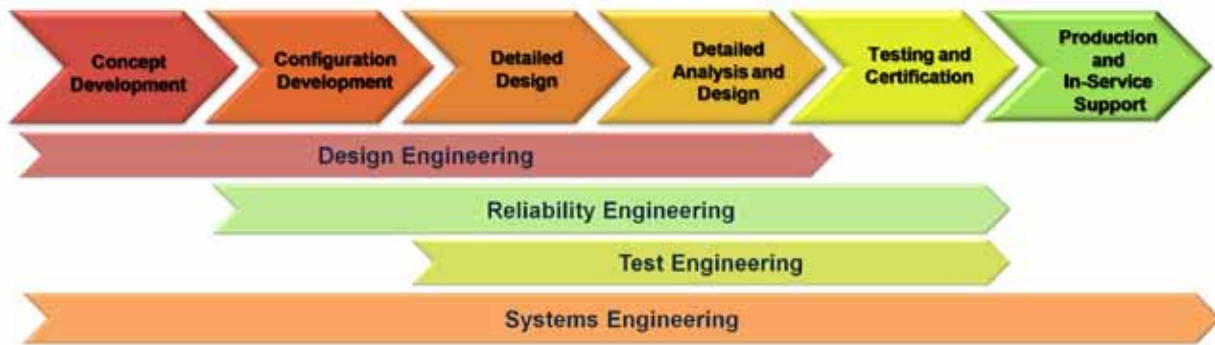 Concept
Development
Configuration
Development
Detailed
Design
Detailed
Analysis and
Design
Testing and
Certification
Production
and
In-Service
Support
Design Engineering
Reliability Engineering
Test Engineering
Systems Engineering